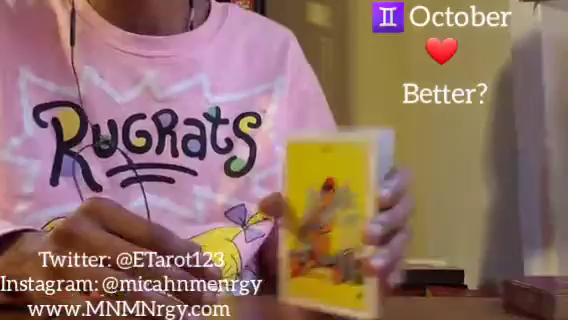 ♊ October
❤️
Better?
RUGRatS
Twitter: @ETarot123
Instagram: @micahnmenrgy
www.MNMNrgy.com